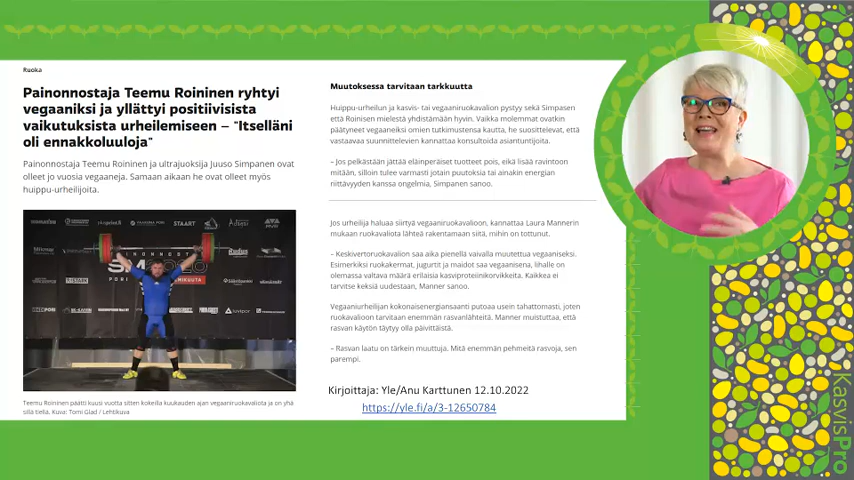 Ruoka
Painonnostaja Teemu Roininen ryhtyi
vegaaniksi ja yllättyi positiivisista
vaikutuksista urheilemiseen – "Itselläni
oli ennakkoluuloja"
Painonnostaja Teemu Roininen ja ultrajuoksija Juuso Simpanen ovat
olleet jo vuosia vegaaneja. Samaan aikaan he ovat olleet myös
huippu-urheilijoita.
Teemu Roininen päätti kuusi vuotta sitten kokeilla kuukauden ajan vegaaniruokavaliota ja on yhä
sillä tiellä. Kuva: Tomi Glad / Lehtikuva
Muutoksessa tarvitaan tarkkuutta
Huippu-urheilun ja kasvis- tai vegaaniruokavalion pystyy sekä Simpasen
että Roinisen mielestä yhdistämään hyvin. Vaikka molemmat ovatkin
päätyneet vegaaneiksi omien tutkimustensa kautta, he suosittelevat, että
vastaavaa suunnittelevien kannattaa konsultoida asiantuntijoita.
– Jos pelkästään jättää eläinperäiset tuotteet pois, eikä lisää ravintoon
mitään, silloin tulee varmasti jotain puutoksia tai ainakin energian
riittävyyden kanssa ongelmia, Simpanen sanoo.
Jos urheilija haluaa siirtyä vegaaniruokavalioon, kannattaa Laura Mannerin
mukaan ruokavaliota lähteä rakentamaan siitä, mihin on tottunut.
– Keskivertoruokavalion saa aika pienellä vaivalla muutettua vegaaniseksi.
Esimerkiksi ruokakermat, jugurtit ja maidot saa vegaanisena, lihalle on
olemassa valtava määrä erilaisia kasviproteiinikorvikkeita. Kaikkea ei
tarvitse keksiä uudestaan, Manner sanoo.
Vegaaniurheilijan kokonaisenergiansaanti putoaa usein tahattomasti, joten
ruokavalioon tarvitaan enemmän rasvanlähteitä. Manner muistuttaa, että
rasvan käytön täytyy olla päivittäistä.
– Rasvan laatu on tärkein muuttuja. Mitä enemmän pehmeitä rasvoja, sen
parempi.
Kirjoittaja: Yle/Anu Karttunen 12.10.2022
https://yle.fi/a/3-12650784
KasvisPro